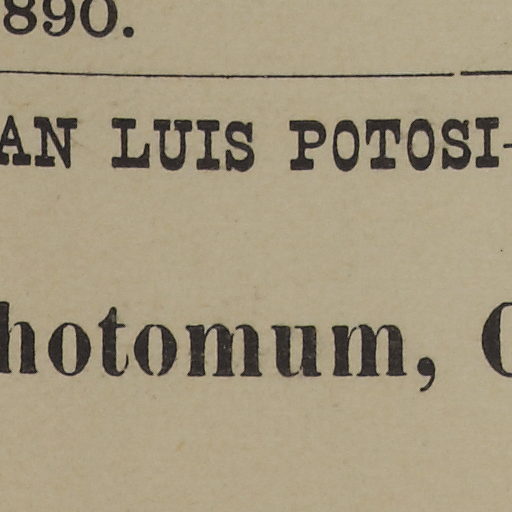 890.
AN LUIS POTOSI-
hotomum, C